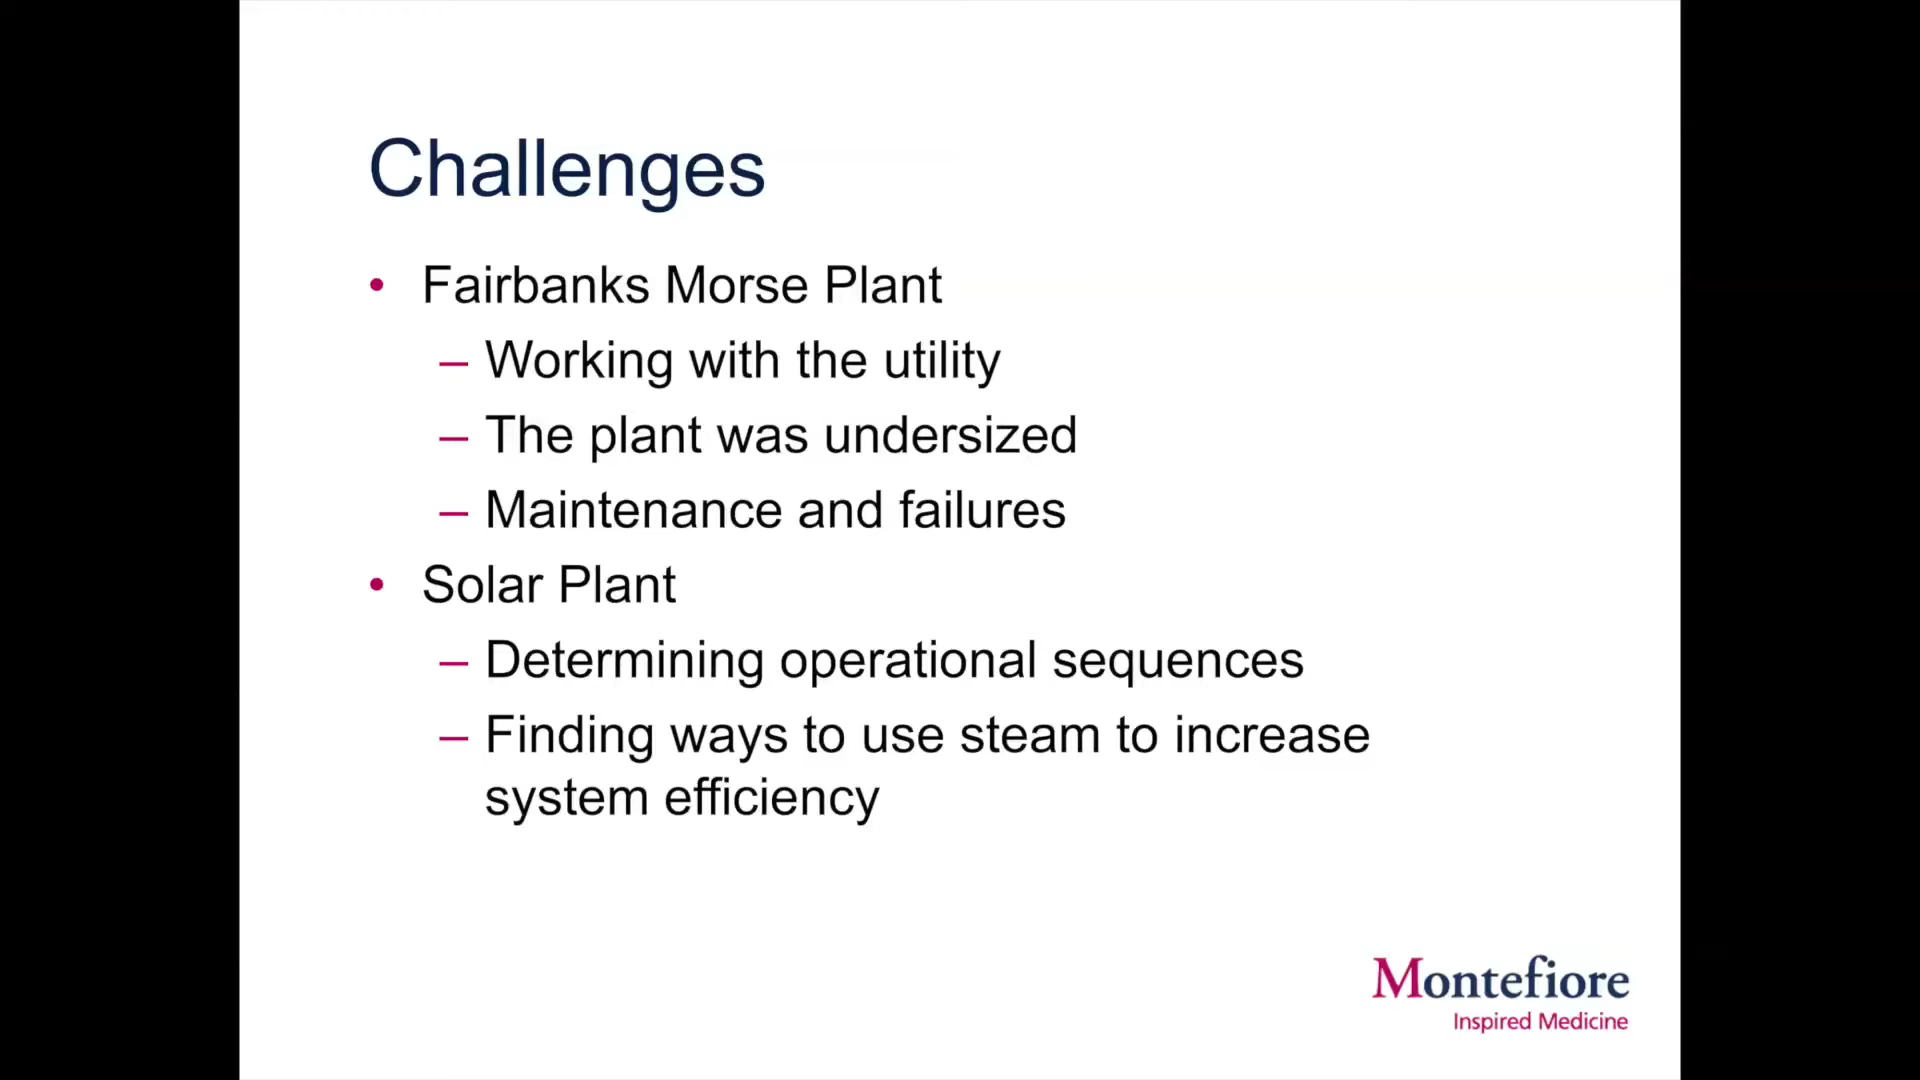 Challenges
• Fairbanks Morse Plant
– Working with the utility
– The plant was undersized
– Maintenance and failures
• Solar Plant
– Determining operational sequences
– Finding ways to use steam to increase
system efficiency
Montefiore
Inspired Medicine